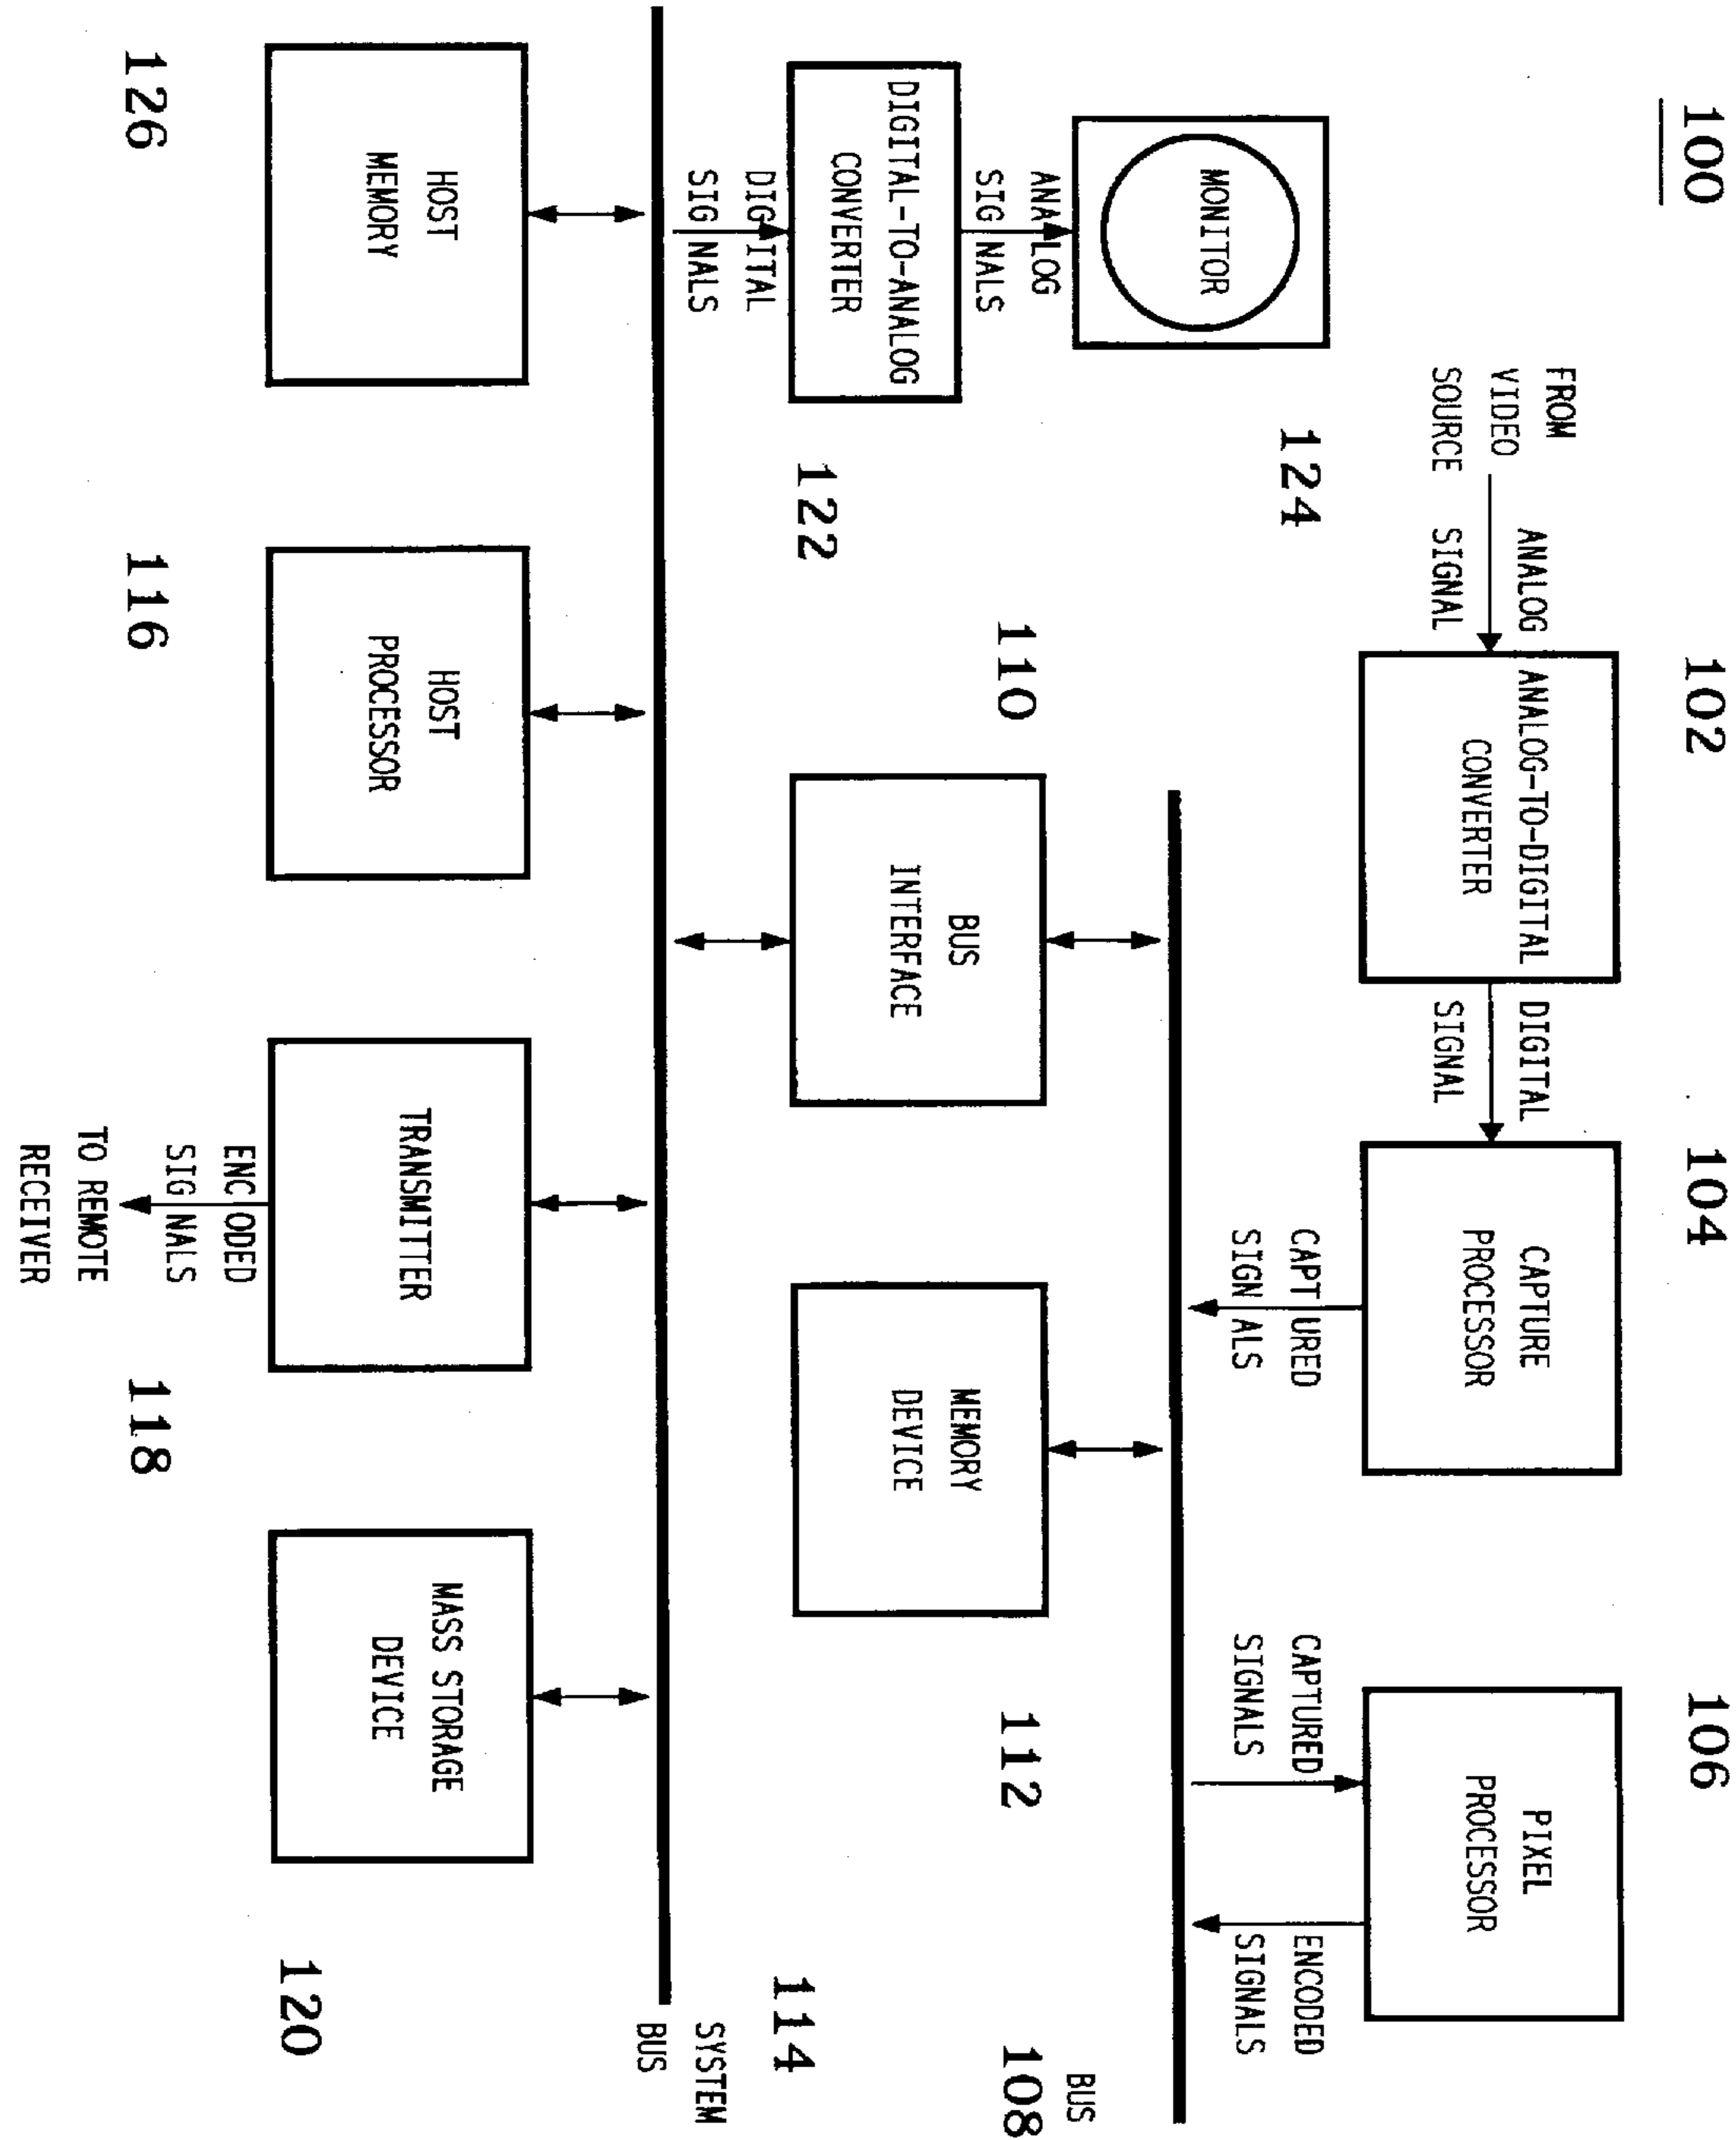 100
102
104
106
FROM
VIDEO
SOURCE
ANALOG
SIGNAL
ANALOG-TO-DIGITAL
CONVERTER
DIGITAL
SIGNAL
CAPTURE
PROCESSOR
PIXEL
PROCESSOR
CAPTURED
SIGNALS
CAPTURED
SIGNALS
ENCODED
SIGNALS
MONITOR
124
ANALOG
SIGNALS
DIGITAL-TO-ANALOG
CONVERTER
122
DIGITAL
SIGNALS
110
BUS
INTERFACE
MEMORY
DEVICE
112
BUS
108
114
SYSTEM
BUS
HOST
MEMORY
HOST
PROCESSOR
TRANSMITTER
MASS STORAGE
DEVICE
120
126
116
ENCODED
SIGNALS
TO REMOTE
RECEIVER
118